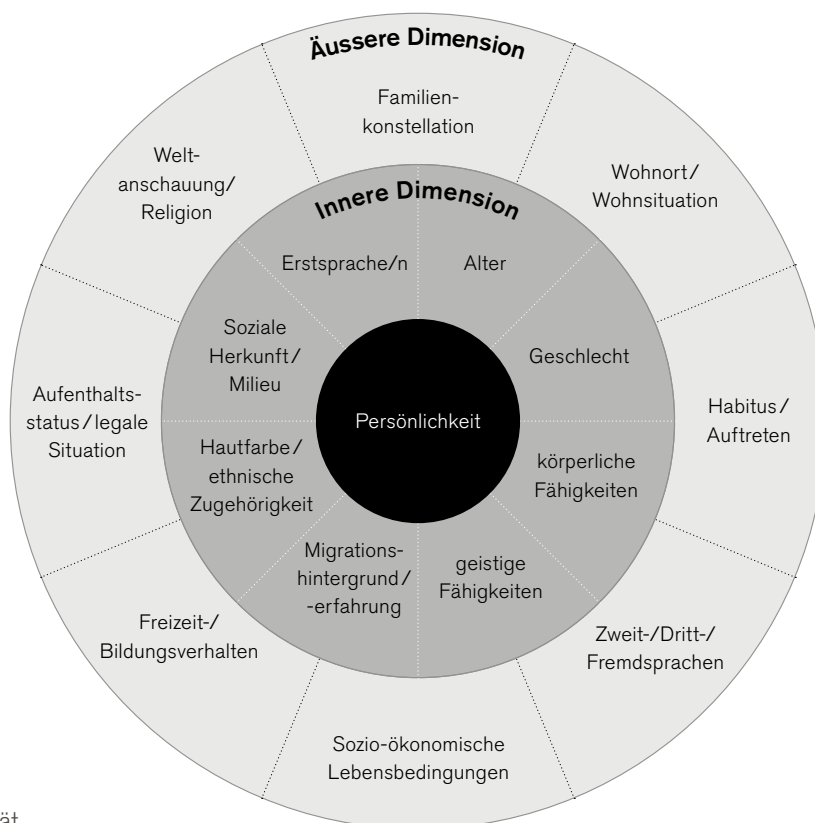 Äussere Dimension
Familien-
konstellation
Wohnort/
Wohnsituation
Habitus/
Auftreten
Zweit-/Dritt-/
Fremdsprachen
Sozio-ökonomische
Lebensbedingungen
Freizeit-/
Bildungsverhalten
Aufenthalts-
status/legale
Situation
Welt-
anschauung/
Religion
Innere Dimension
Erstsprache/n
Alter
Geschlecht
körperliche
Fähigkeiten
geistige
Fähigkeiten
Migrations-
hintergrund/
-erfahrung
Hautfarbe/
ethnische
Zugehörigkeit
Soziale
Herkunft/
Milieu
Persönlichkeit
ät